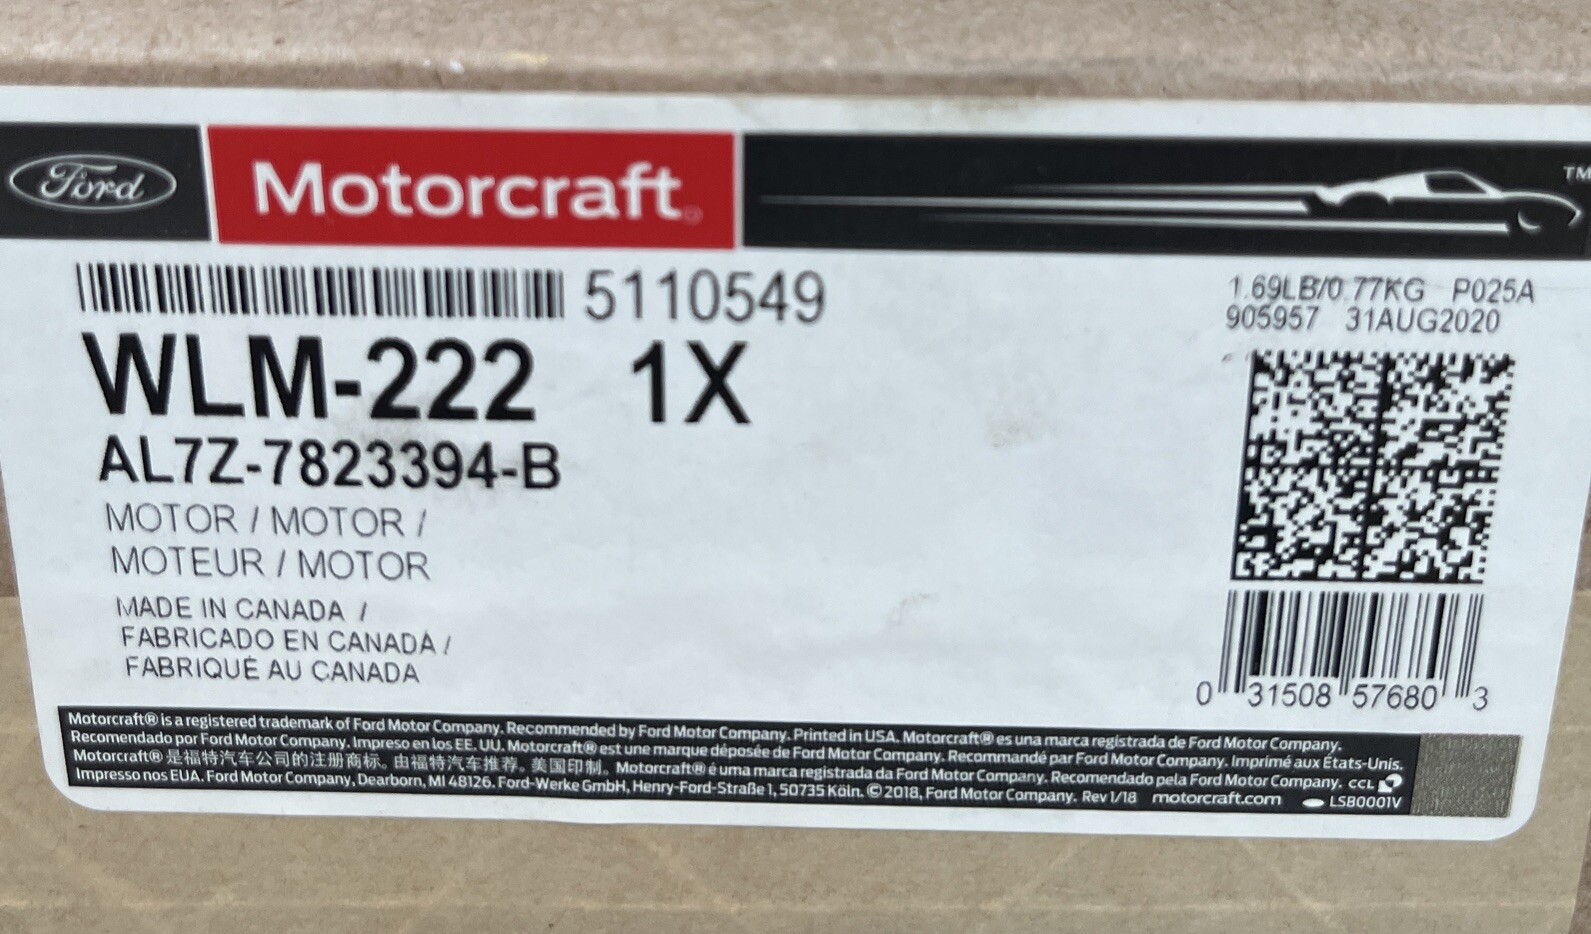 Ford
Motorcraft®
TM
5110549
1.69LB/0.77KG P025A
905957 31AUG2020
WLM-222 1X
AL7Z-7823394-B
MOTOR / MOTOR /
MOTEUR / MOTOR
MADE IN CANADA /
FABRICADO EN CANADA /
FABRIQUÉ AU CANADA
0 31508 57680 3
Motorcraft® is a registered trademark of Ford Motor Company. Recommended by Ford Motor Company. Printed in USA. Motorcraft® es una marca registrada de Ford Motor Company.
Recomendado por Ford Motor Company. Impreso en los EE. UU. Motorcraft® est une marque déposée de Ford Motor Company. Recommandé par Ford Motor Company. Imprimé aux États-Unis.
Motorcraft® 是福特汽车公司的注册商标。由福特汽车推荐。美国印制。Motorcraft® é uma marca registrada da Ford Motor Company. Recomendado pela Ford Motor Company. CCL
Impresso nos EUA. Ford Motor Company, Dearborn, MI 48126. Ford-Werke GmbH, Henry-Ford-Straße 1, 50735 Köln. ©2018, Ford Motor Company. Rev 1/18 motorcraft.com LSB0001V